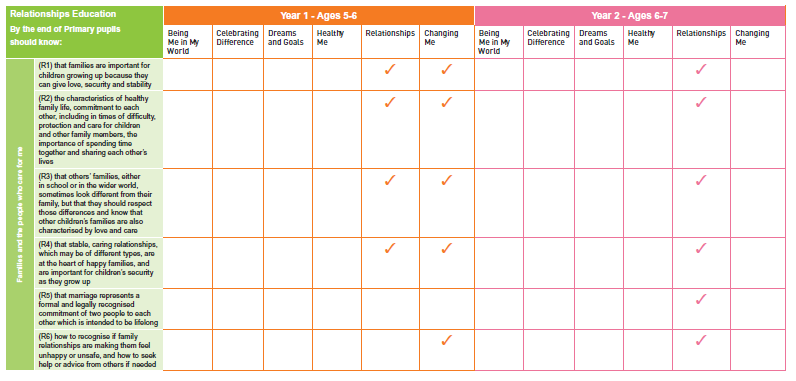 Relationships Education
By the end of Primary pupils
should know:
Year 1 - Ages 5-6
Year 2 - Ages 6-7
Being
Me in My
World
Celebrating
Difference
Dreams
and Goals
Healthy
Me
Relationships
Changing
Me
Being
Me in My
World
Celebrating
Difference
Dreams
and Goals
Healthy
Me
Relationships
Changing
Me
Families and the people who care for me
(R1) that families are important for
children growing up because they
can give love, security and stability
✓ ✓ ✓
(R2) the characteristics of healthy
family life, commitment to each
other, including in times of difficulty,
protection and care for children
and other family members, the
importance of spending time
together and sharing each other's
lives
✓ ✓ ✓
(R3) that others' families, either
in school or in the wider world,
sometimes look different from their
family, but that they should respect
those differences and know that
other children's families are also
characterised by love and care
✓ ✓ ✓
(R4) that stable, caring relationships,
which may be of different types, are
at the heart of happy families, and
are important for children's security
as they grow up
✓ ✓ ✓
(R5) that marriage represents a
formal and legally recognised
commitment of two people to each
other which is intended to be lifelong
✓
(R6) how to recognise if family
relationships are making them feel
unhappy or unsafe, and how to seek
help or advice from others if needed
✓ ✓